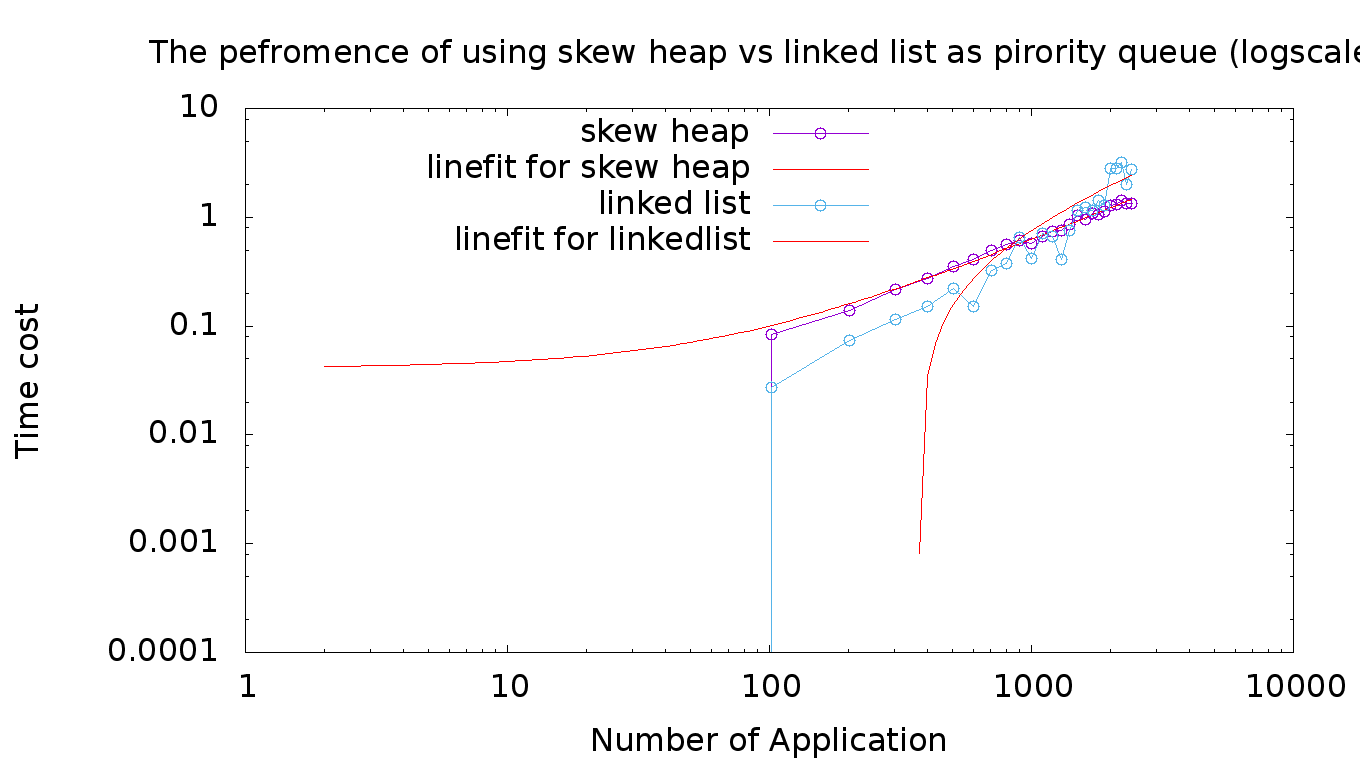 The pefromence of using skew heap vs linked list as pirority queue (logscale
10
1
0.1
0.01
0.001
0.0001
skew heap
linefit for skew heap
linked list
linefit for linkedlist
Time cost
1 10 100 1000 10000
Number of Application